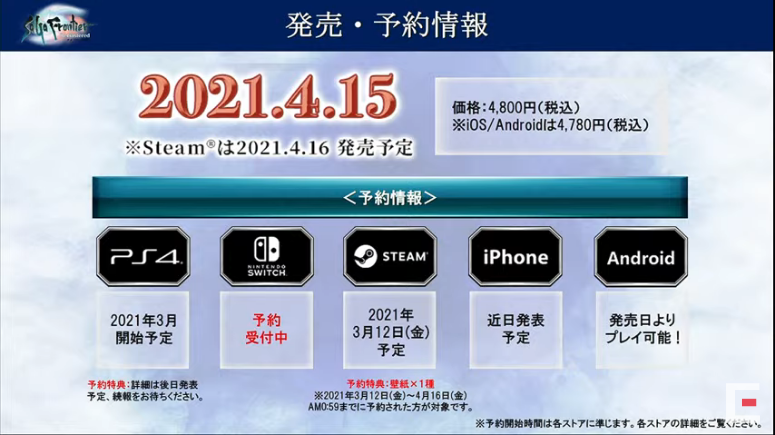 SaGa Frontier
Remastered
発売・予約情報
2021.4.15
※Steam®は2021.4.16 発売予定
価格：4,800円（税込）
※iOS/Androidは4,780円（税込）
＜予約情報＞
PS4
NINTENDO
SWITCH
STEAM
iPhone
Android
2021年3月
開始予定
予約
受付中
2021年
3月12日(金)
予定
近日発表
予定
発売日より
プレイ可能！
予約特典：詳細は後日発表
予定、続報をお待ちください。
予約特典：壁紙×1種
※2021年3月12日(金)～4月16日(金)
AM0:59までに予約された方が対象です。
※予約開始時間は各ストアに準じます。各ストアの詳細をご覧ください。